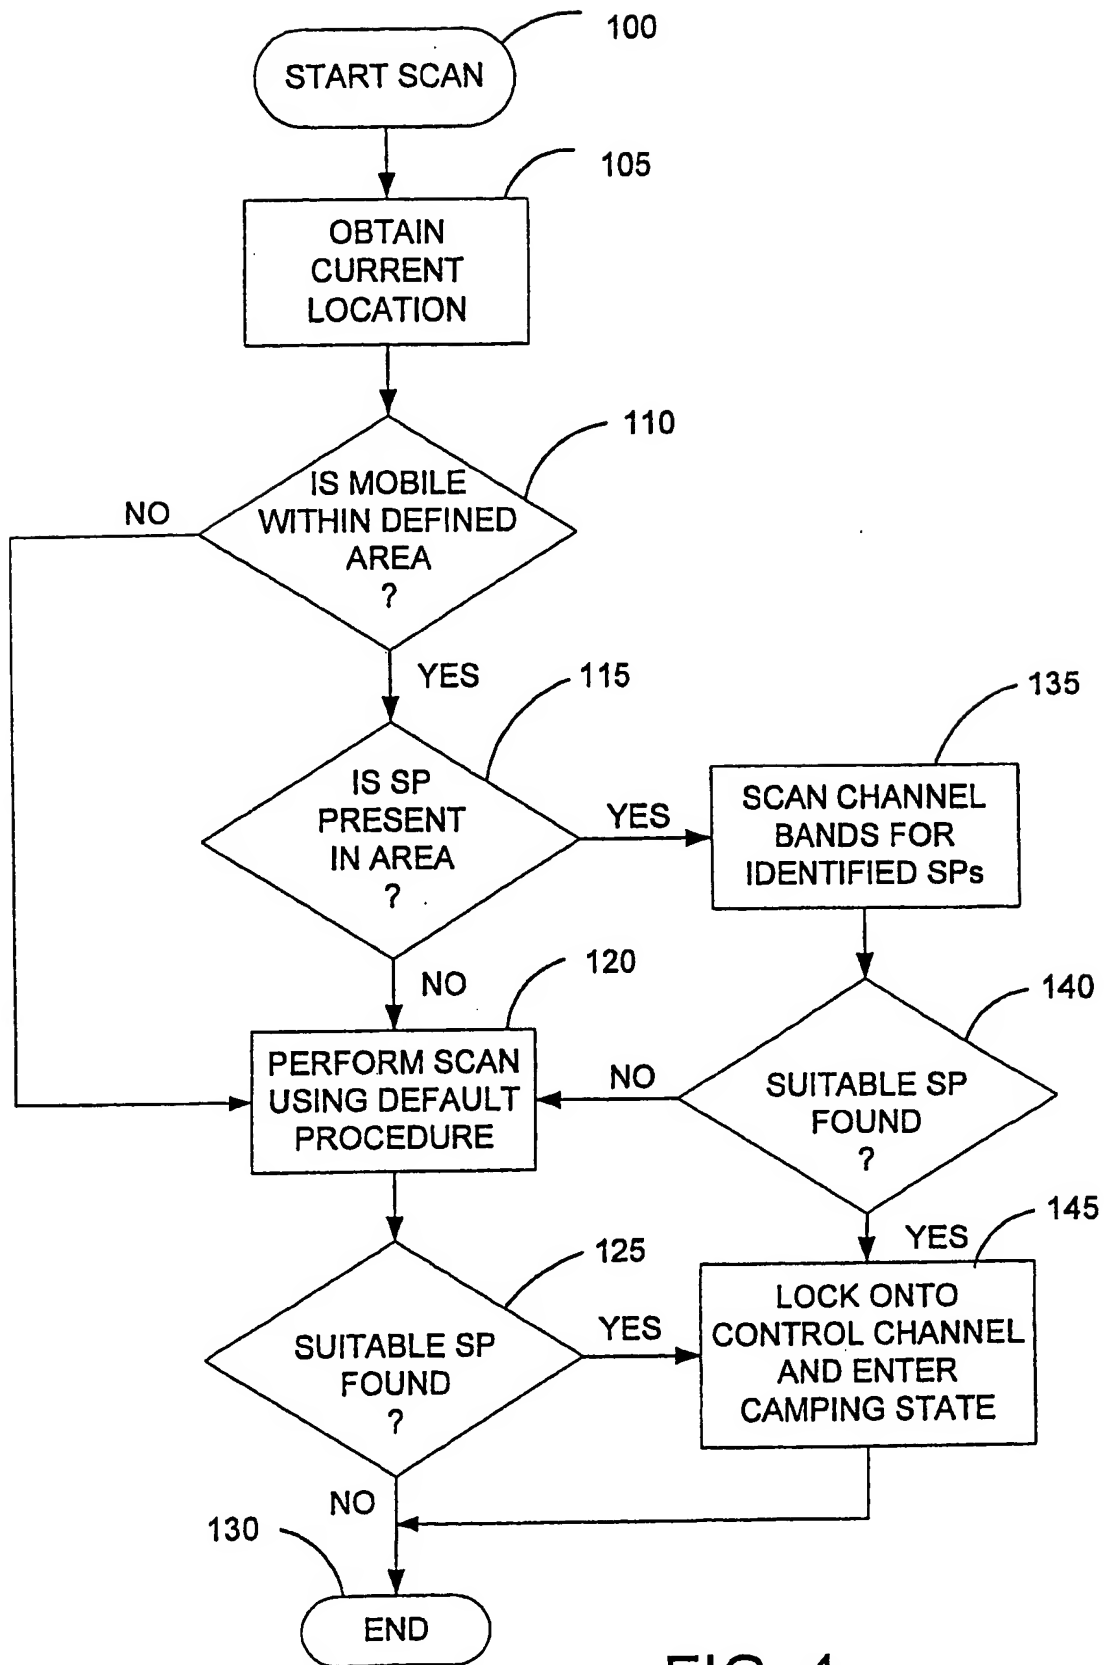 100
START SCAN
105
OBTAIN
CURRENT
LOCATION
110
IS MOBILE
WITHIN DEFINED
AREA
?
NO
YES
115
IS SP
PRESENT
IN AREA
?
YES
135
SCAN CHANNEL
BANDS FOR
IDENTIFIED SPs
NO
120
PERFORM SCAN
USING DEFAULT
PROCEDURE
140
SUITABLE SP
FOUND
?
NO
YES
145
LOCK ONTO
CONTROL CHANNEL
AND ENTER
CAMPING STATE
125
SUITABLE SP
FOUND
?
YES
NO
130
END